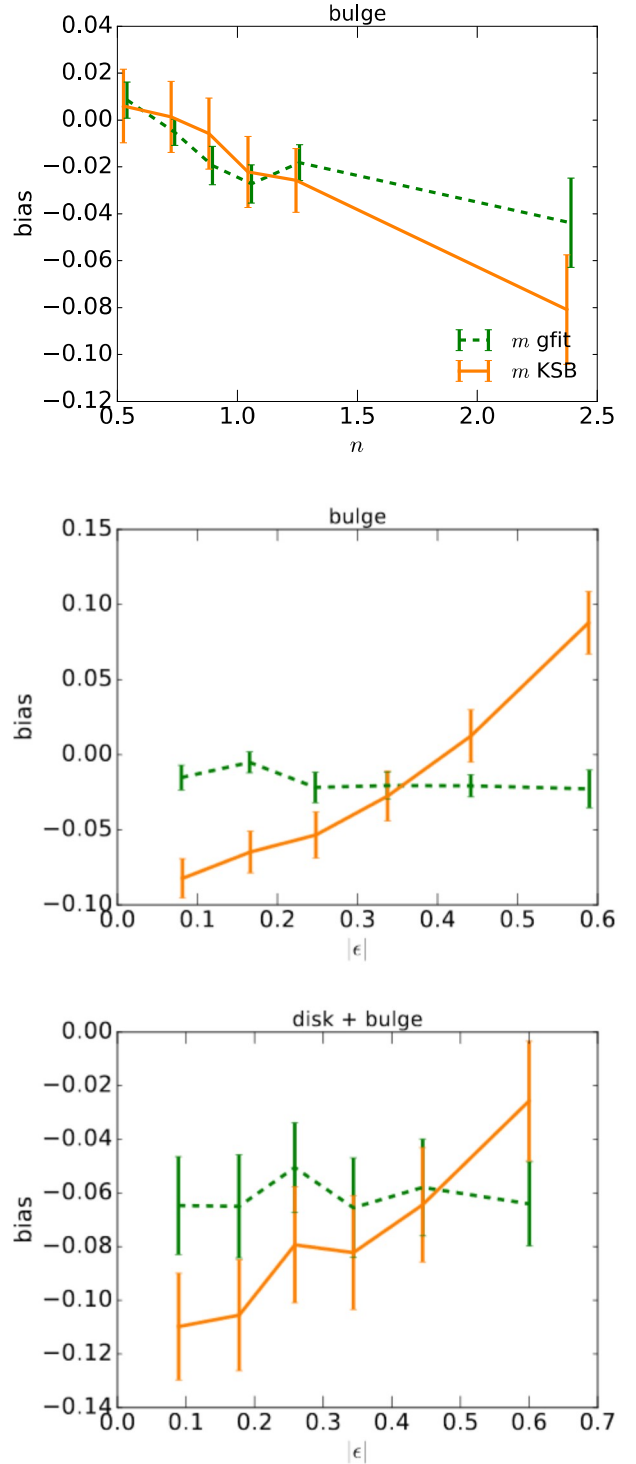 bulge
0.04
0.02
0.00
−0.02
−0.04
−0.06
−0.08
−0.10
−0.12
bias
m gfit
m KSB
0.5 1.0 1.5 2.0 2.5
n
bulge
0.15
0.10
0.05
0.00
−0.05
−0.10
bias
0.0 0.1 0.2 0.3 0.4 0.5 0.6
|ϵ|
disk + bulge
0.00
−0.02
−0.04
−0.06
−0.08
−0.10
−0.12
−0.14
bias
0.0 0.1 0.2 0.3 0.4 0.5 0.6 0.7
|ϵ|